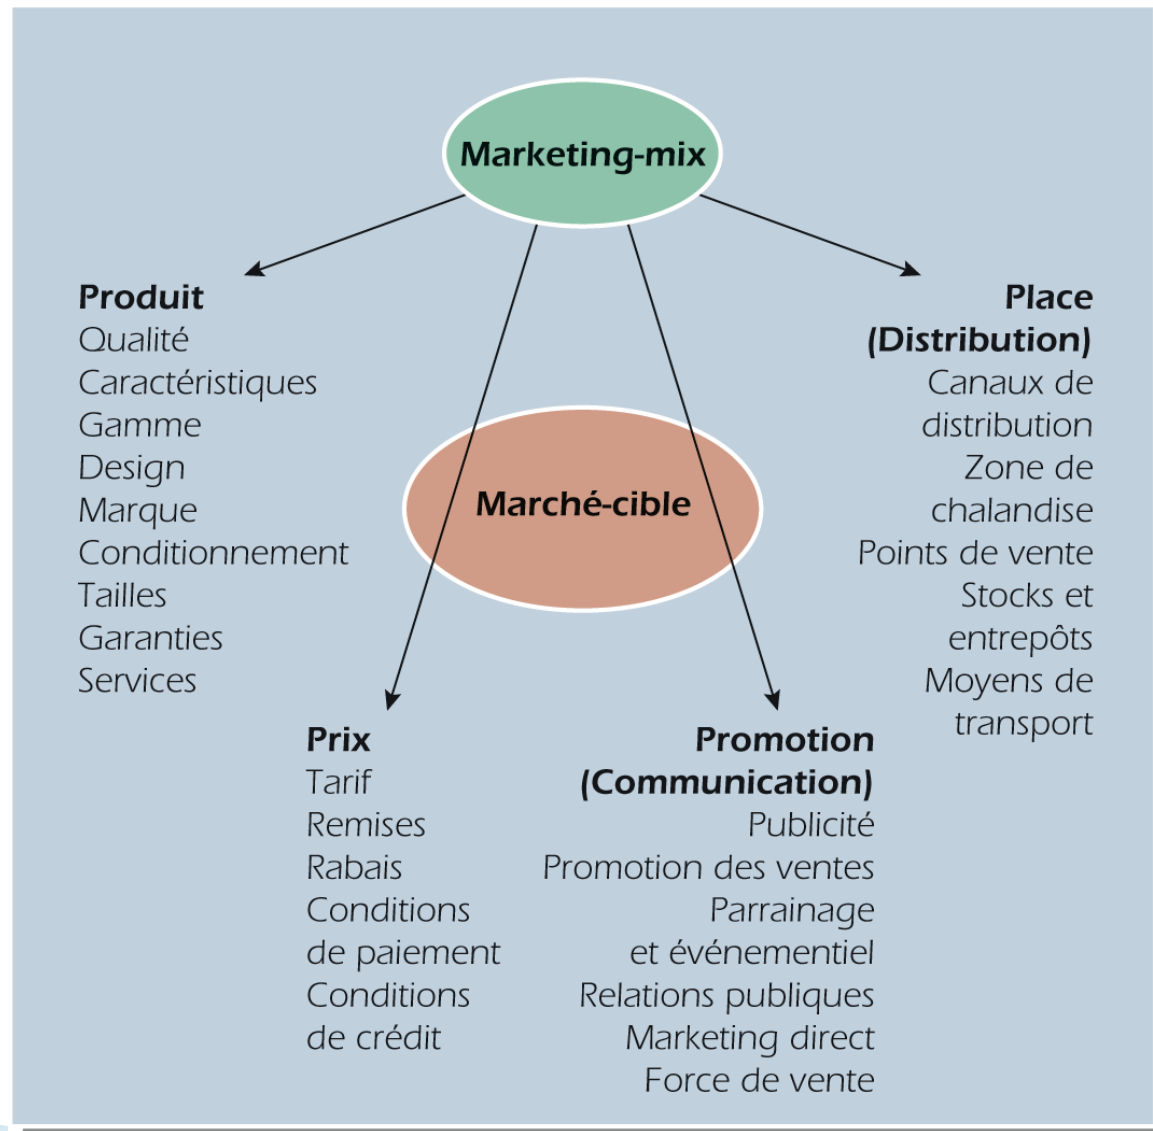 Marketing-mix
Produit
Qualité
Caractéristiques
Gamme
Design
Marque
Conditionnement
Tailles
Garanties
Services
Marché-cible
Place
(Distribution)
Canaux de
distribution
Zone de
chalandise
Points de vente
Stocks et
entrepôts
Moyens de
transport
Prix
Tarif
Remises
Rabais
Conditions
de paiement
Conditions
de crédit
Promotion
(Communication)
Publicité
Promotion des ventes
Parrainage
et événementiel
Relations publiques
Marketing direct
Force de vente